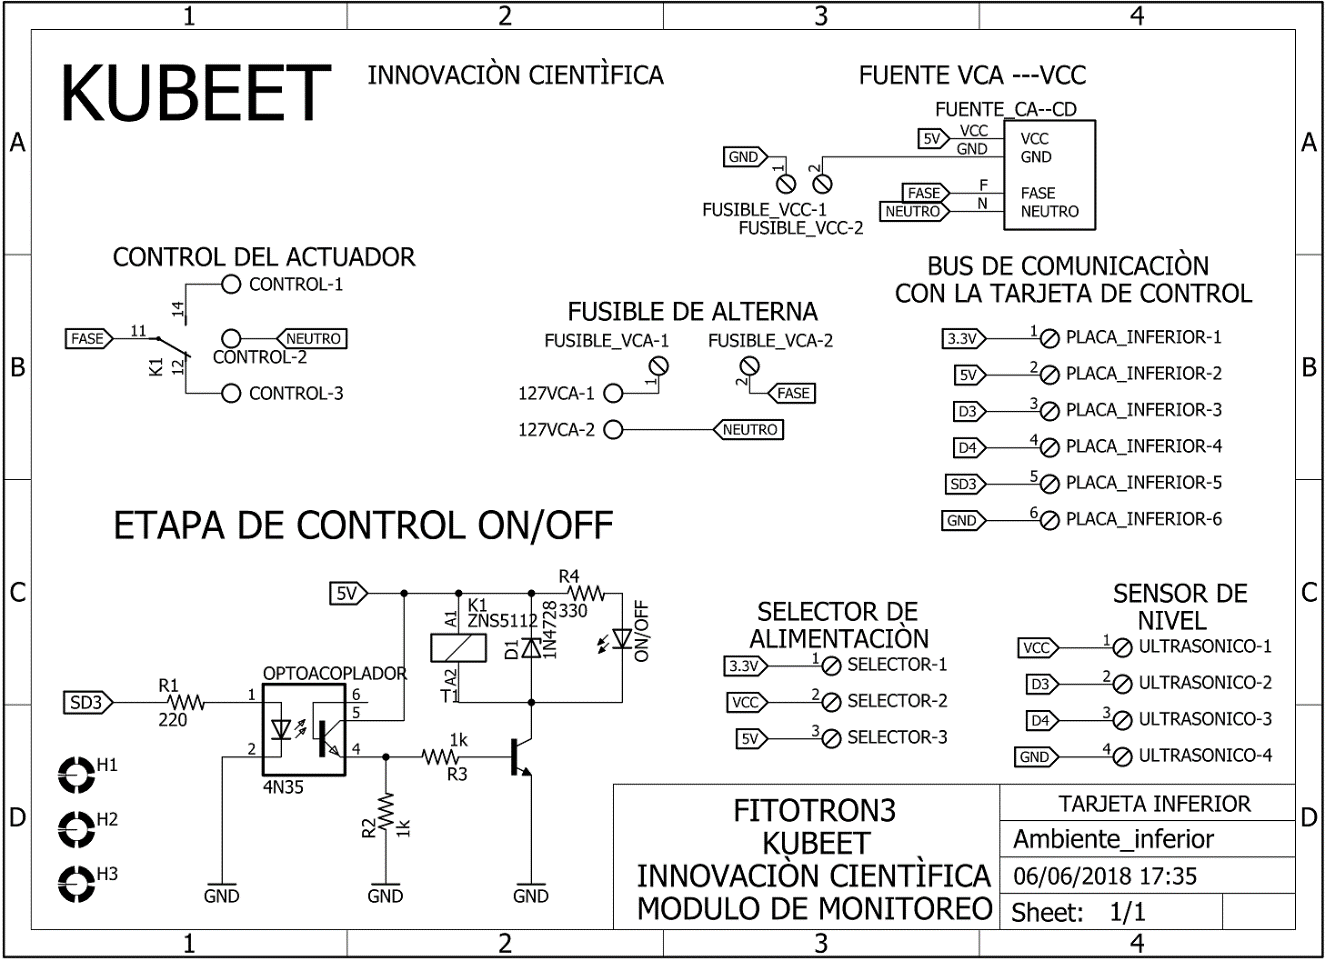 1 2 3 4
A
B
C
D
A
B
C
D
KUBEET
INNOVACIÒN CIENTÌFICA
FUENTE VCA ---VCC
FUENTE_CA--CD
5V VCC VCC
GND GND
FASE F FASE
NEUTRO N NEUTRO
GND 1 2
FUSIBLE_VCC-1
FUSIBLE_VCC-2
CONTROL DEL ACTUADOR
CONTROL-1
14
FASE 11
K1
12
NEUTRO
CONTROL-2
CONTROL-3
FUSIBLE DE ALTERNA
FUSIBLE_VCA-1 FUSIBLE_VCA-2
1 2
127VCA-1 FASE
127VCA-2 NEUTRO
BUS DE COMUNICACIÒN
CON LA TARJETA DE CONTROL
3.3V 1 PLACA_INFERIOR-1
5V 2 PLACA_INFERIOR-2
D3 3 PLACA_INFERIOR-3
D4 4 PLACA_INFERIOR-4
SD3 5 PLACA_INFERIOR-5
GND 6 PLACA_INFERIOR-6
ETAPA DE CONTROL ON/OFF
5V
A1
K1
ZNS5112
A2
T1
D1
1N4728
R4
330
ON/OFF
OPTOACOPLADOR
SD3
R1
220
1
2
6
5
4
4N35
1k
R3
R2
1k
GND GND GND
H1
H2
H3
SELECTOR DE
ALIMENTACIÒN
3.3V 1 SELECTOR-1
VCC 2 SELECTOR-2
5V 3 SELECTOR-3
SENSOR DE
NIVEL
VCC 1 ULTRASONICO-1
D3 2 ULTRASONICO-2
D4 3 ULTRASONICO-3
GND 4 ULTRASONICO-4
FITOTRON3
KUBEET
INNOVACIÒN CIENTÌFICA
MODULO DE MONITOREO
TARJETA INFERIOR
Ambiente_inferior
06/06/2018 17:35
Sheet: 1/1
1 2 3 4